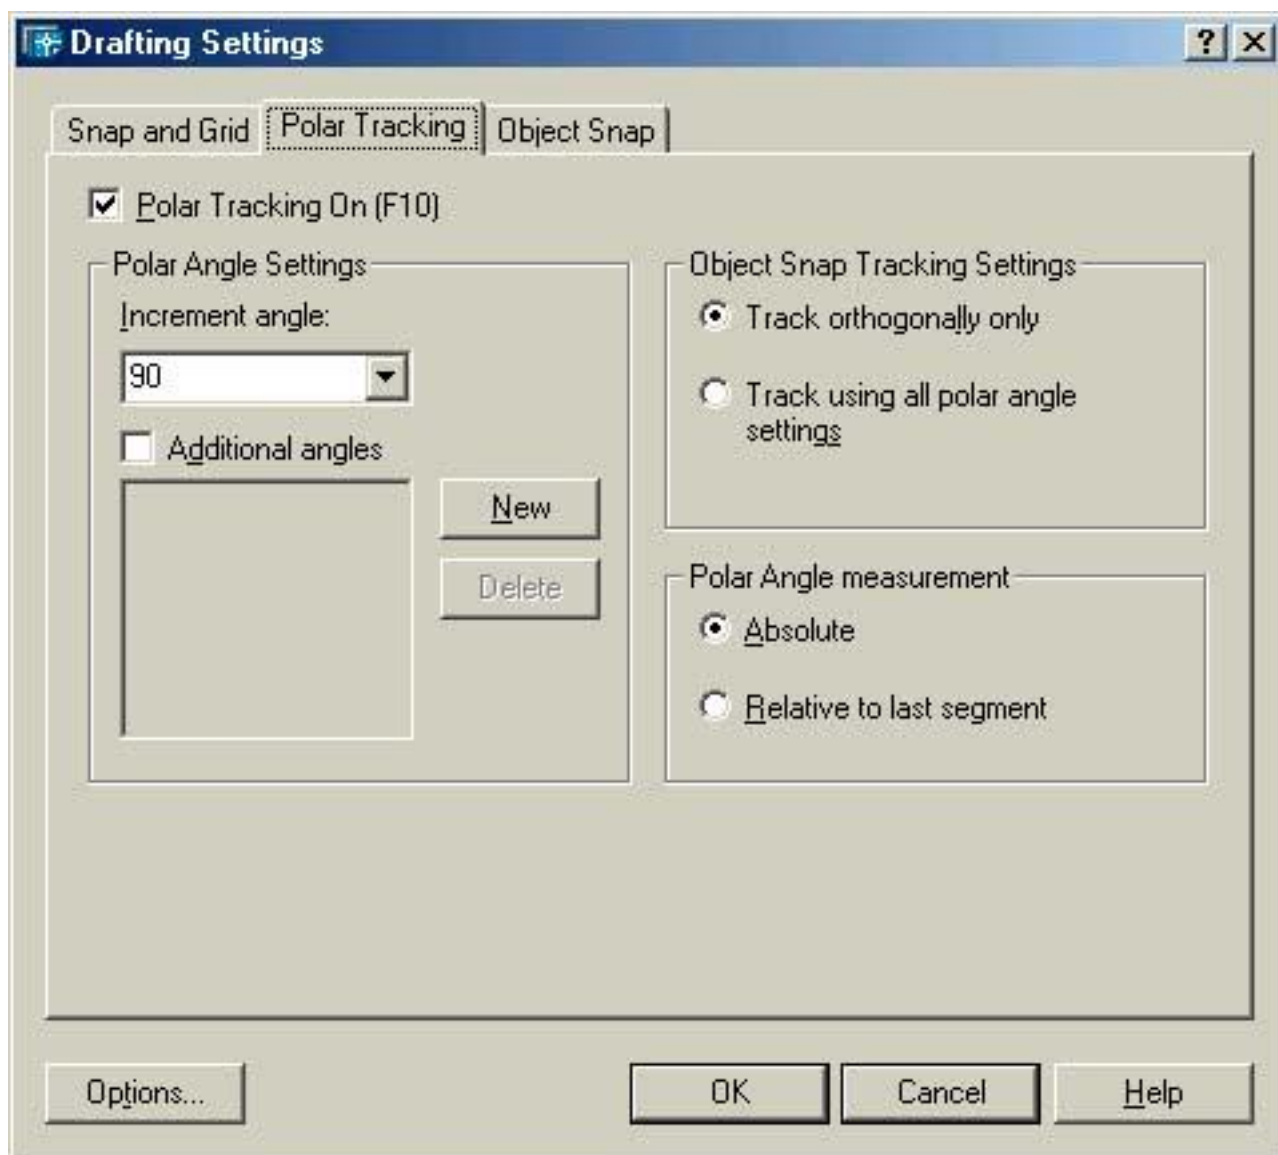 Drafting Settings
Snap and Grid
Polar Tracking
Object Snap
Polar Tracking On (F10)
Polar Angle Settings
Increment angle:
90
Additional angles
New
Delete
Object Snap Tracking Settings
Track orthogonally only
Track using all polar angle
settings
Polar Angle measurement
Absolute
Relative to last segment
Options...
OK
Cancel
Help